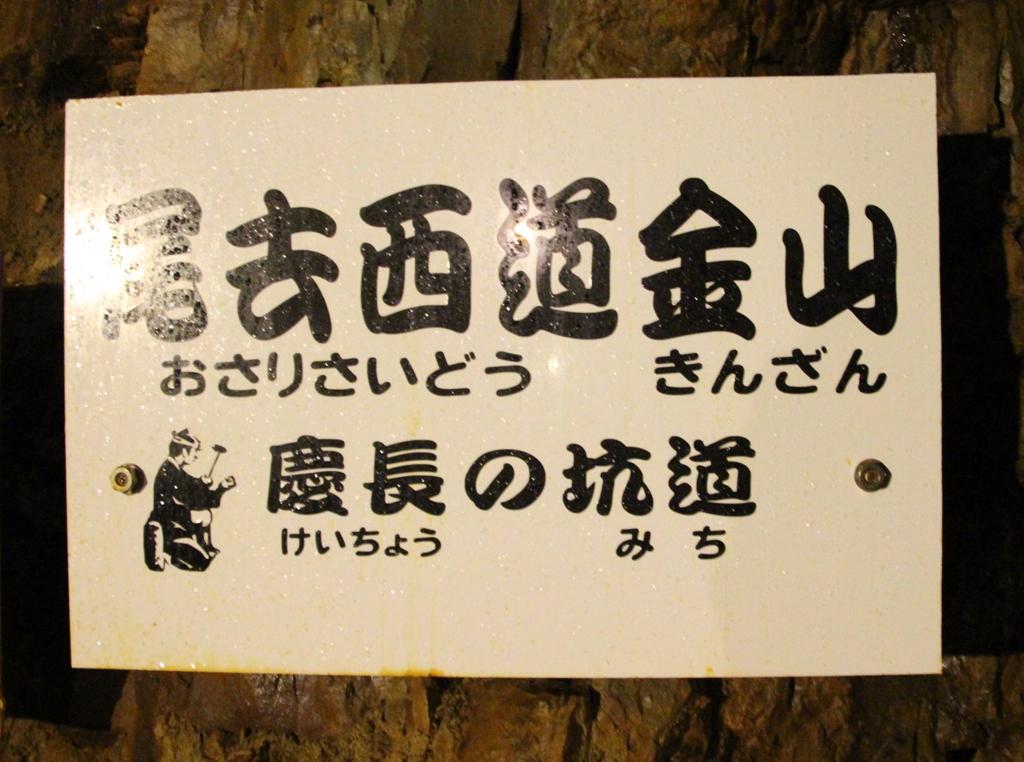 尾去西道金山
おさりさいどう きんざん
慶長の坑道
けいちょう みち